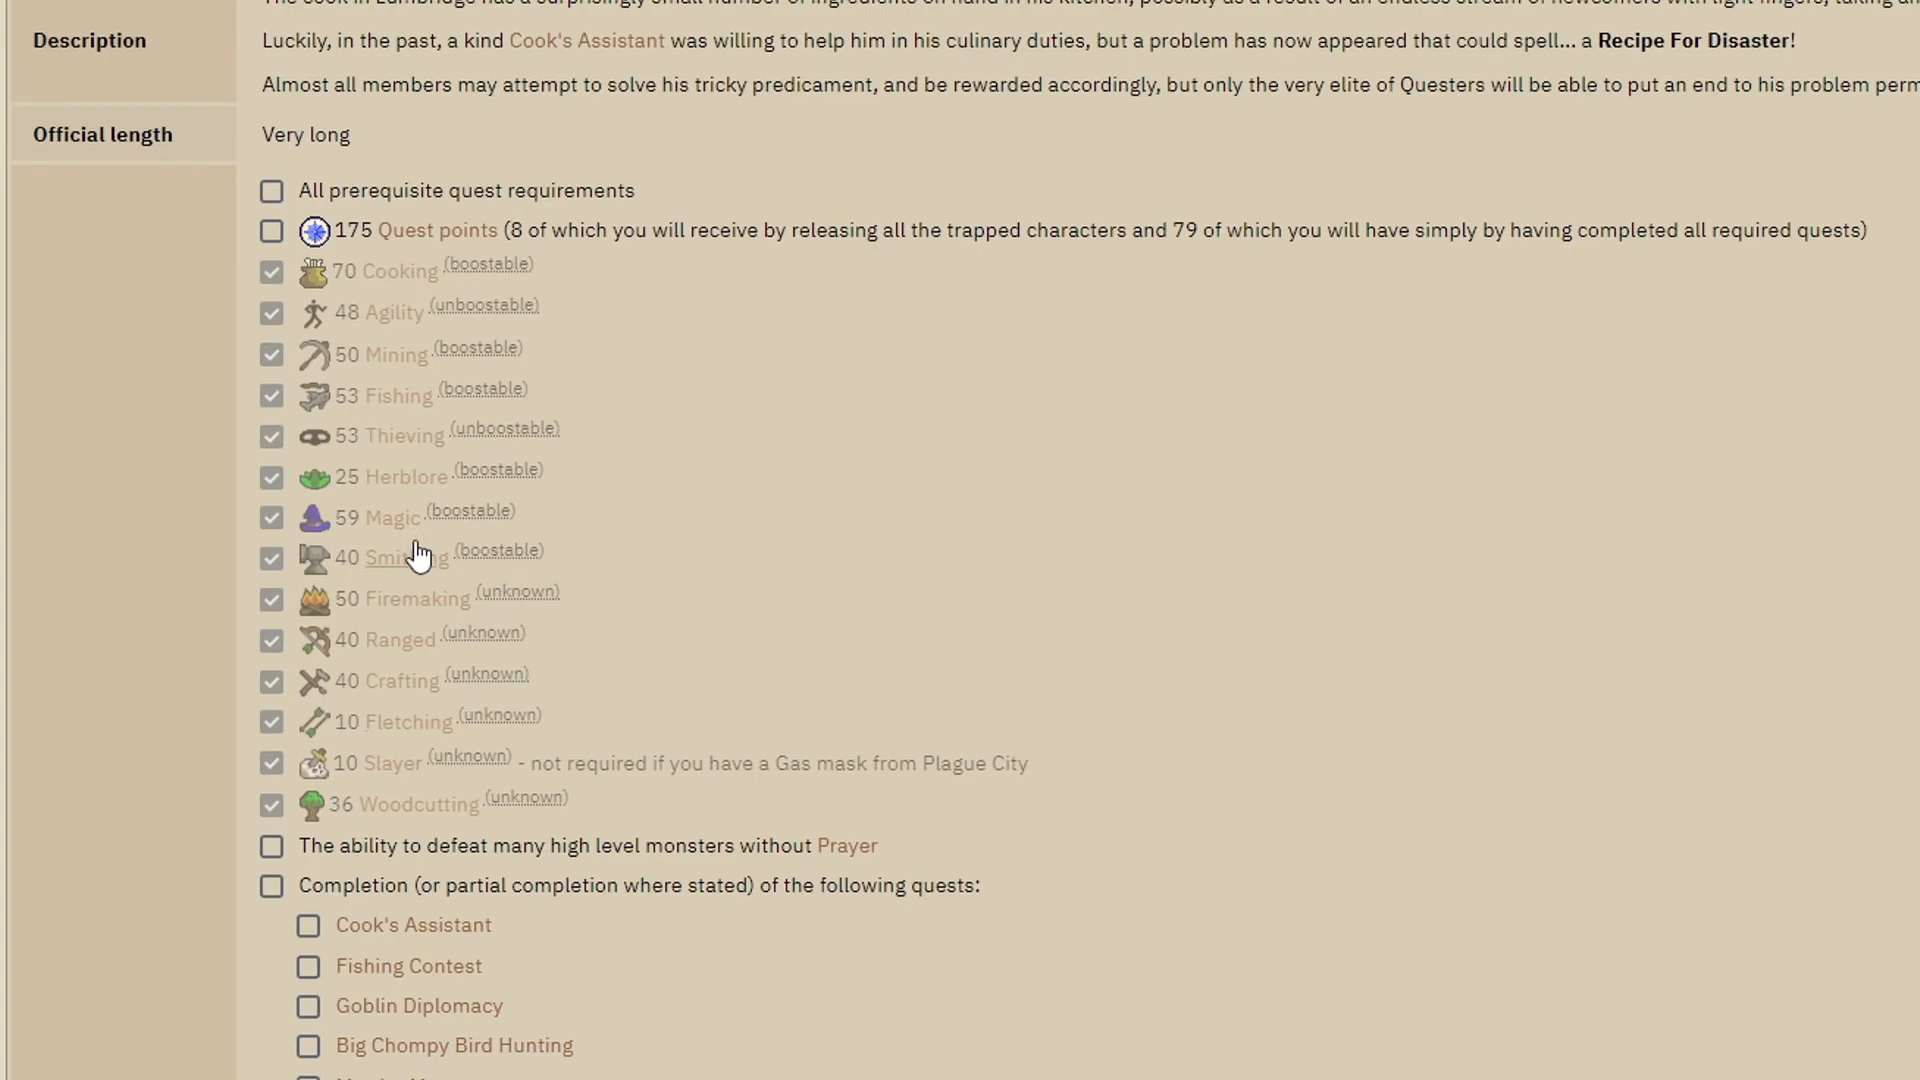 Description
Luckily, in the past, a kind Cook's Assistant was willing to help him in his culinary duties, but a problem has now appeared that could spell... a Recipe For Disaster!
Almost all members may attempt to solve his tricky predicament, and be rewarded accordingly, but only the very elite of Questers will be able to put an end to his problem
Official length
Very long
All prerequisite quest requirements
175 Quest points (8 of which you will receive by releasing all the trapped characters and 79 of which you will have simply by having completed all required quests)
70 Cooking (boostable)
48 Agility (unboostable)
50 Mining (boostable)
53 Fishing (boostable)
53 Thieving (unboostable)
25 Herblore (boostable)
59 Magic (boostable)
40 (boostable)
50 Firemaking (unknown)
40 Ranged (unknown)
40 Crafting (unknown)
10 Fletching (unknown)
10 Slayer (unknown) - not required if you have a Gas mask from Plague City
36 Woodcutting (unknown)
The ability to defeat many high level monsters without Prayer
Completion (or partial completion where stated) of the following quests:
Cook's Assistant
Fishing Contest
Goblin Diplomacy
Big Chompy Bird Hunting